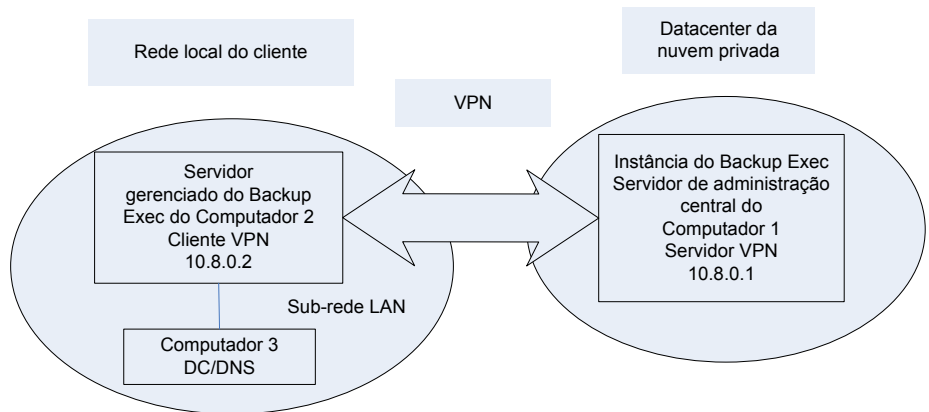 Rede local do cliente
Datacenter da
nuvem privada
VPN
Servidor
gerenciado do Backup
Exec do Computador 2
Cliente VPN
10.8.0.2
Instância do Backup Exec
Servidor de administração
central do
Computador 1
Servidor VPN
10.8.0.1
Sub-rede LAN
Computador 3
DC/DNS